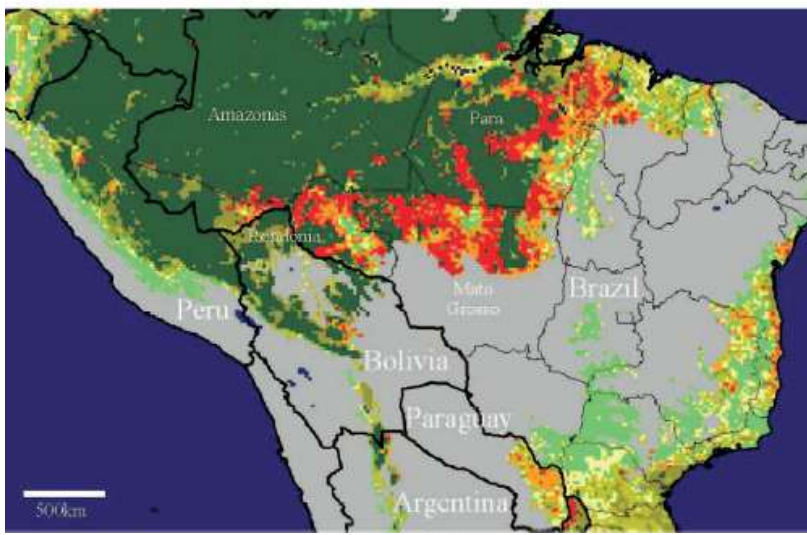 Amazonas
Para
Rondonia
Mato
Grosso
Brazil
Peru
Bolivia
Paraguay
Argentina
500km